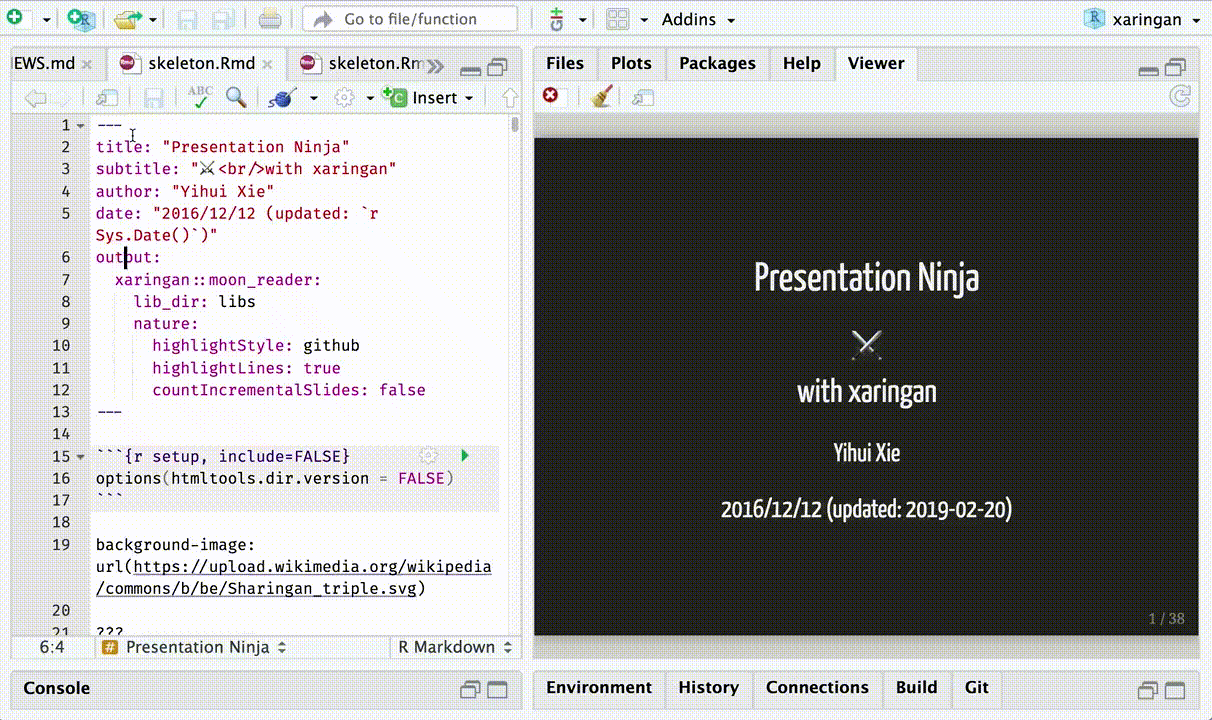 Go to file/function
Addins
xaringan
IEWS.md
skeleton.Rmd
skeleton.Rm
Files
Plots
Packages
Help
Viewer
ABC
Insert
1 ---
2 title: "Presentation Ninja"
3 subtitle: "⚔<br/>with xaringan"
4 author: "Yihui Xie"
5 date: "2016/12/12 (updated: `r
Sys.Date()`)"
6 output:
7 xaringan::moon_reader:
8 lib_dir: libs
9 nature:
10 highlightStyle: github
11 highlightLines: true
12 countIncrementalSlides: false
13 ---
14
15 ```{r setup, include=FALSE}
16 options(htmltools.dir.version = FALSE)
17 ```
18
19 background-image:
url(https://upload.wikimedia.org/wikipedia
/commons/b/be/Sharingan_triple.svg)
20
21 ???
6:4
# Presentation Ninja
R Markdown
Presentation Ninja
⚔
with xaringan
Yihui Xie
2016/12/12 (updated: 2019-02-20)
1 / 38
Console
Environment
History
Connections
Build
Git